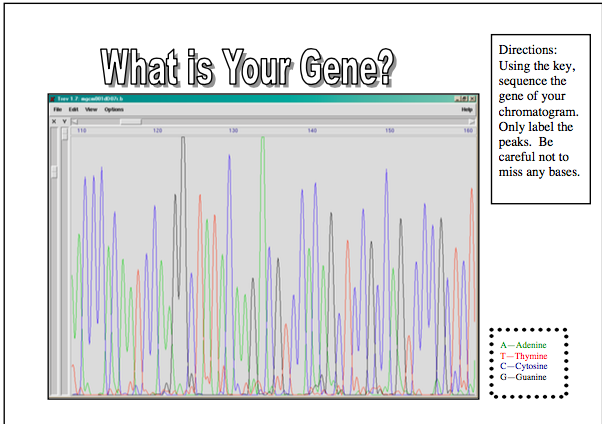 What is Your Gene?
File Edit View Options Help
X Y
110 120 130 140 150 160
Directions:
Using the key,
sequence the
gene of your
chromatogram.
Only label the
peaks. Be
careful not to
miss any bases.
A—Adenine
T—Thymine
C—Cytosine
G—Guanine